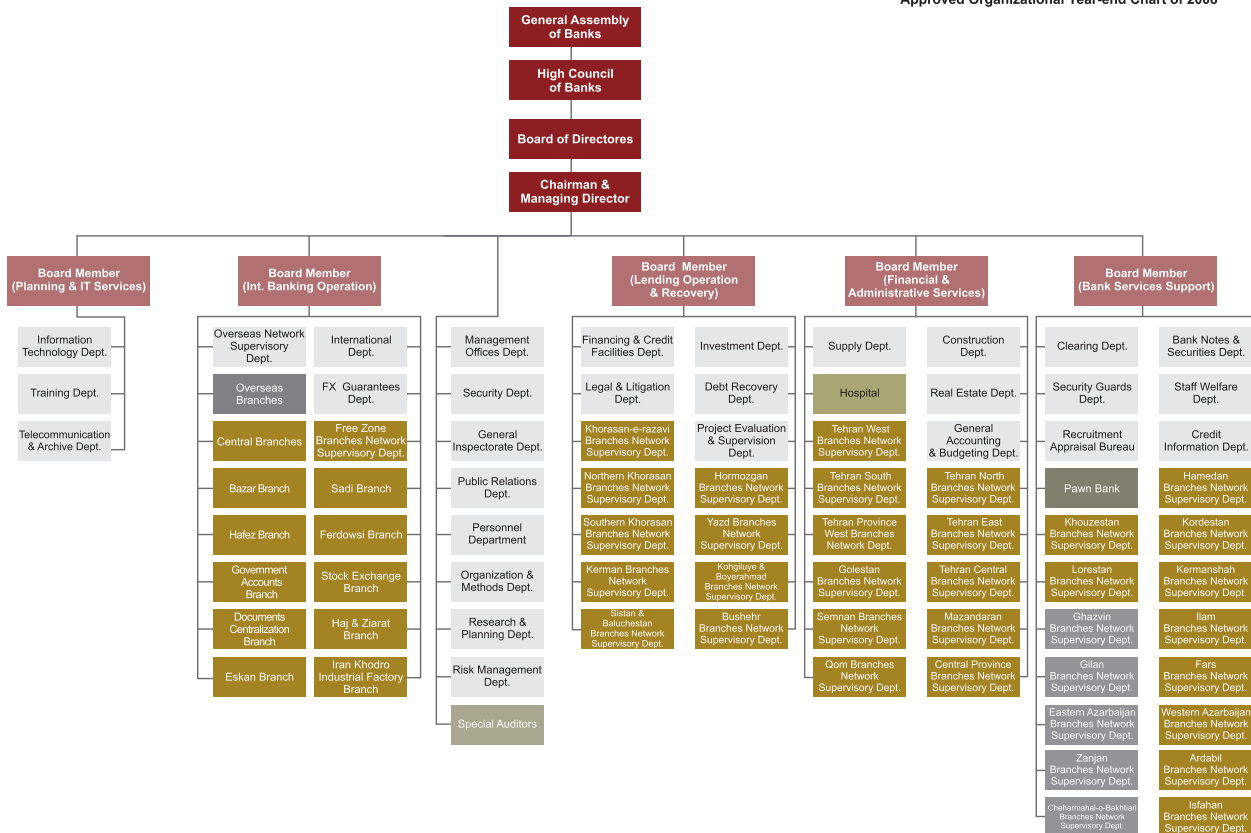 Approved Organizational Year-end Chart of 2006
General Assembly
of Banks
High Council
of Banks
Board of Directores
Chairman &
Managing Director
Board Member
(Planning & IT Services)
Board Member
(Int. Banking Operation)
Board Member
(Lending Operation
& Recovery)
Board Member
(Financial &
Administrative Services)
Board Member
(Bank Services Support)
Information
Technology Dept.
Training Dept.
Telecommunication
& Archive Dept.
Overseas Network
Supervisory
Dept.
International
Dept.
Overseas
Branches
FX Guarantees
Dept.
Central Branches
Free Zone
Branches Network
Supervisory Dept.
Bazar Branch
Sadi Branch
Hafez Branch
Ferdowsi Branch
Government
Accounts
Branch
Stock Exchange
Branch
Documents
Centralization
Branch
Haj & Ziarat
Branch
Eskan Branch
Iran Khodro
Industrial Factory
Branch
Management
Offices Dept.
Security Dept.
General
Inspectorate Dept.
Public Relations
Dept.
Personnel
Department
Organization &
Methods Dept.
Research &
Planning Dept.
Risk Management
Dept.
Special Auditors
Financing & Credit
Facilities Dept.
Investment Dept.
Legal & Litigation
Dept.
Debt Recovery
Dept.
Khorasan-e-razavi
Branches Network
Supervisory Dept.
Project Evaluation
& Supervision
Dept.
Northern Khorasan
Branches Network
Supervisory Dept.
Hormozgan
Branches Network
Supervisory Dept.
Southern Khorasan
Branches Network
Supervisory Dept.
Yazd Branches
Network
Supervisory Dept.
Kerman Branches
Network
Supervisory Dept.
Kohgiluye &
Boyerahmad
Branches Network
Supervisory Dept.
Sistan &
Baluchestan
Branches Network
Supervisory Dept.
Bushehr
Branches Network
Supervisory Dept.
Supply Dept.
Construction
Dept.
Hospital
Real Estate Dept.
Tehran West
Branches Network
Supervisory Dept.
General
Accounting
& Budgeting Dept.
Tehran South
Branches Network
Supervisory Dept.
Tehran North
Branches Network
Supervisory Dept.
Tehran Province
West Branches
Network Dept.
Tehran East
Branches Network
Supervisory Dept.
Golestan
Branches Network
Supervisory Dept.
Tehran Central
Branches Network
Supervisory Dept.
Semnan Branches
Network
Supervisory Dept.
Mazandaran
Branches Network
Supervisory Dept.
Qom Branches
Network
Supervisory Dept.
Central Province
Branches Network
Supervisory Dept.
Clearing Dept.
Bank Notes &
Securities Dept.
Security Guards
Dept.
Staff Welfare
Dept.
Recruitment
Appraisal Bureau
Credit
Information Dept.
Pawn Bank
Hamedan
Branches Network
Supervisory Dept.
Khouzestan
Branches Network
Supervisory Dept.
Kordestan
Branches Network
Supervisory Dept.
Lorestan
Branches Network
Supervisory Dept.
Kermanshah
Branches Network
Supervisory Dept.
Ghazvin
Branches Network
Supervisory Dept.
Ilam
Branches Network
Supervisory Dept.
Gilan
Branches Network
Supervisory Dept.
Fars
Branches Network
Supervisory Dept.
Eastern Azarbaijan
Branches Network
Supervisory Dept.
Western Azarbaijan
Branches Network
Supervisory Dept.
Zanjan
Branches Network
Supervisory Dept.
Ardabil
Branches Network
Supervisory Dept.
Cheharmahal-o-Bakhtiari
Branches Network
Supervisory Dept.
Isfahan
Branches Network
Supervisory Dept.